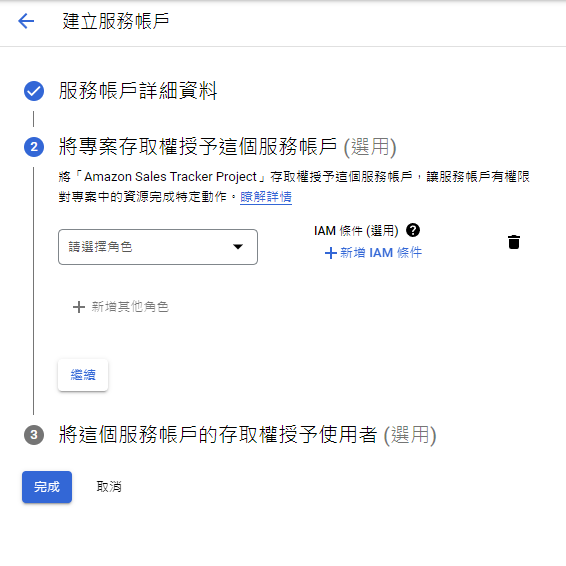 建立服務帳戶
服務帳戶詳細資料
2 將專案存取權授予這個服務帳戶 (選用)
將「Amazon Sales Tracker Project」存取權授予這個服務帳戶，讓服務帳戶有權限
對專案中的資源完成特定動作。瞭解詳情
請選擇角色
IAM 條件 (選用) ?
+ 新增 IAM 條件
+ 新增其他角色
繼續
3 將這個服務帳戶的存取權授予使用者 (選用)
完成 取消